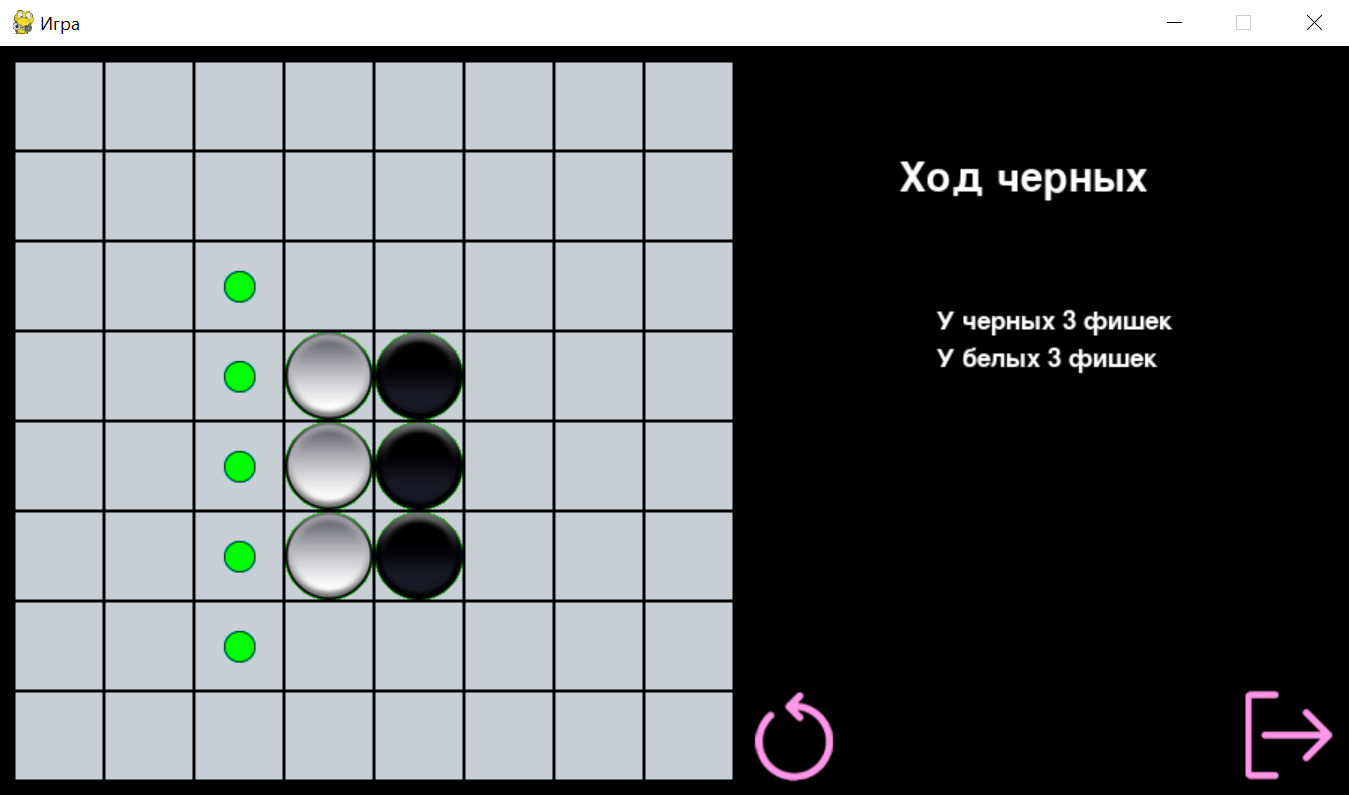 Игра
Ход черных
У черных 3 фишек
У белых 3 фишек